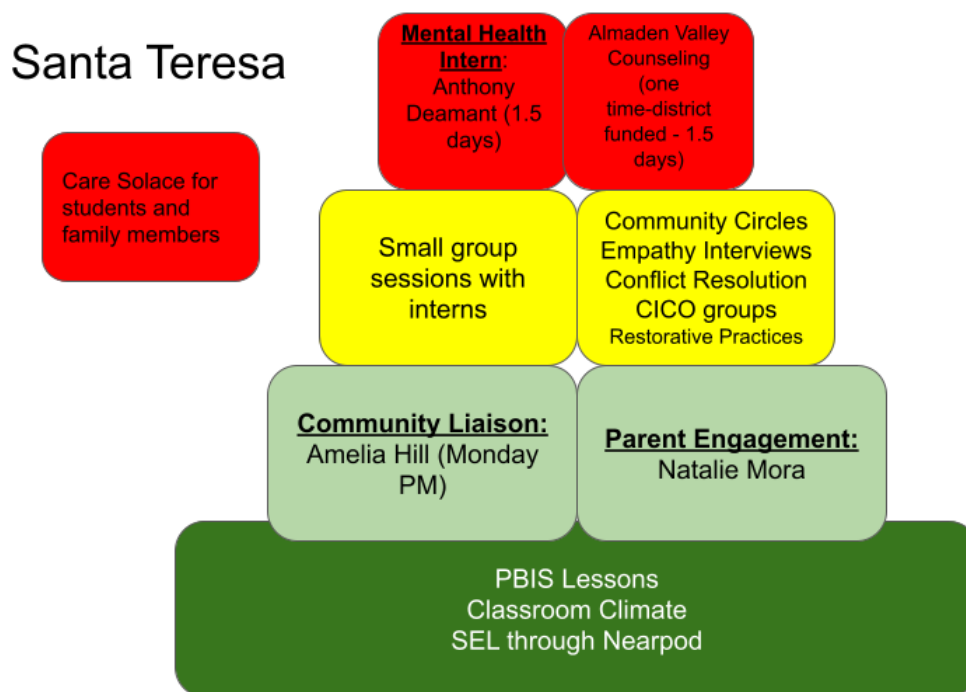 Santa Teresa
Mental Health
Intern:
Anthony
Deamant (1.5
days)
Almaden Valley
Counseling
(one
time-district
funded - 1.5
days)
Care Solace for
students and
family members
Small group
sessions with
interns
Community Circles
Empathy Interviews
Conflict Resolution
CICO groups
Restorative Practices
Community Liaison:
Amelia Hill (Monday
PM)
Parent Engagement:
Natalie Mora
PBIS Lessons
Classroom Climate
SEL through Nearpod